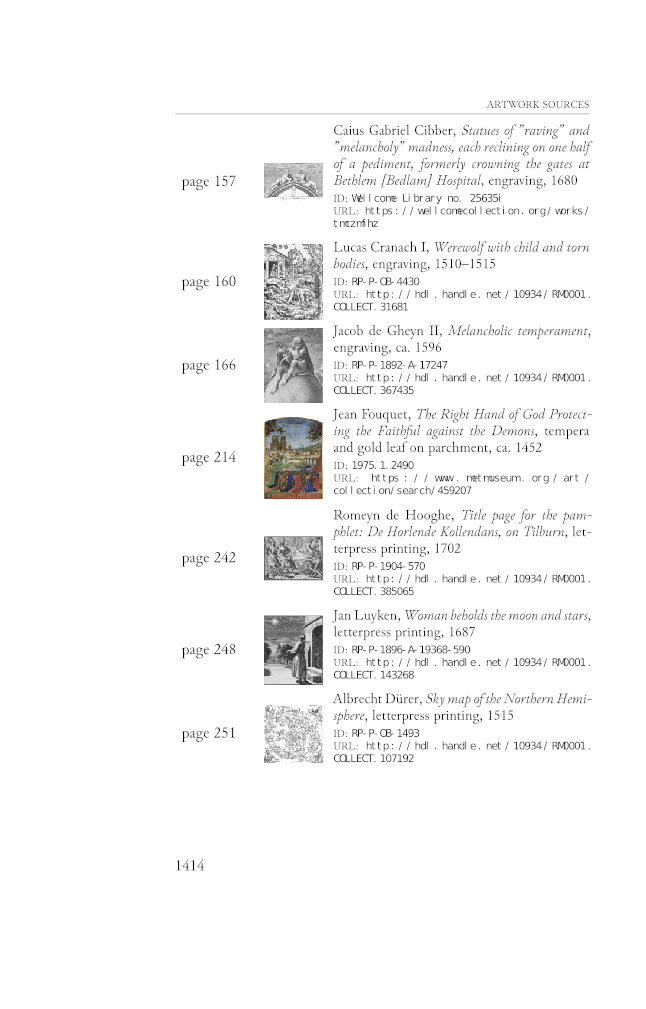 ARTWORK SOURCES
page 157
Caius Gabriel Cibber, Statues of ”raving” and
”melancholy” madness, each reclining on one half
of a pediment, formerly crowning the gates at
Bethlem [Bedlam] Hospital, engraving, 1680
ID: Wellcome Library no. 25635i
URL: https://wellcomecollection.org/works/
tmtzmfhz
page 160
Lucas Cranach I, Werewolf with child and torn
bodies, engraving, 1510–1515
ID: RP-P-OB-4430
URL: http://hdl.handle.net/10934/RM0001.
COLLECT.31681
page 166
Jacob de Gheyn II, Melancholic temperament,
engraving, ca. 1596
ID: RP-P-1892-A-17247
URL: http://hdl.handle.net/10934/RM0001.
COLLECT.367435
page 214
Jean Fouquet, The Right Hand of God Protect-
ing the Faithful against the Demons, tempera
and gold leaf on parchment, ca. 1452
ID: 1975.1.2490
URL: https://www.metmuseum.org/art/
collection/search/459207
page 242
Romeyn de Hooghe, Title page for the pam-
phlet: De Horlende Kollendans, on Tilburn, let-
terpress printing, 1702
ID: RP-P-1904-570
URL: http://hdl.handle.net/10934/RM0001.
COLLECT.385065
page 248
Jan Luyken, Woman beholds the moon and stars,
letterpress printing, 1687
ID: RP-P-1896-A-19368-590
URL: http://hdl.handle.net/10934/RM0001.
COLLECT.143268
page 251
Albrecht Dürer, Sky map of the Northern Hemi-
sphere, letterpress printing, 1515
ID: RP-P-OB-1493
URL: http://hdl.handle.net/10934/RM0001.
COLLECT.107192
1414